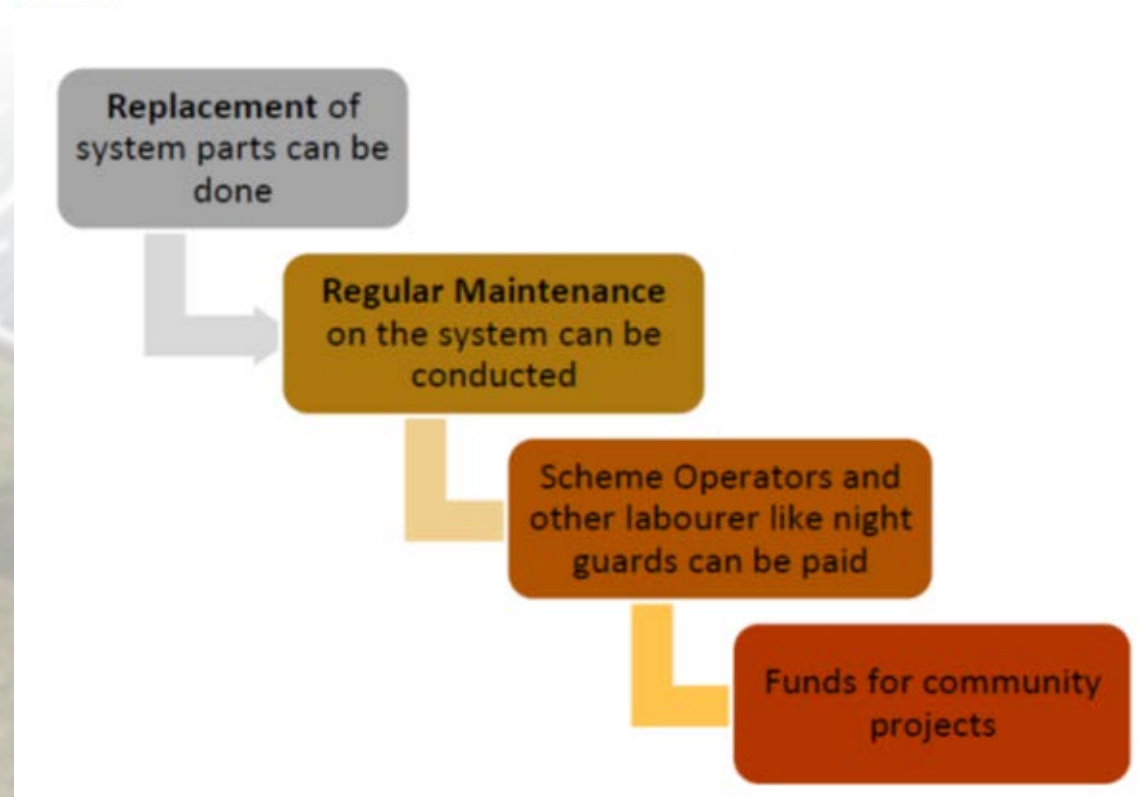 Replacement of
system parts can be
done
Regular Maintenance
on the system can be
conducted
Scheme Operators and
other labourer like night
guards can be paid
Funds for community
projects